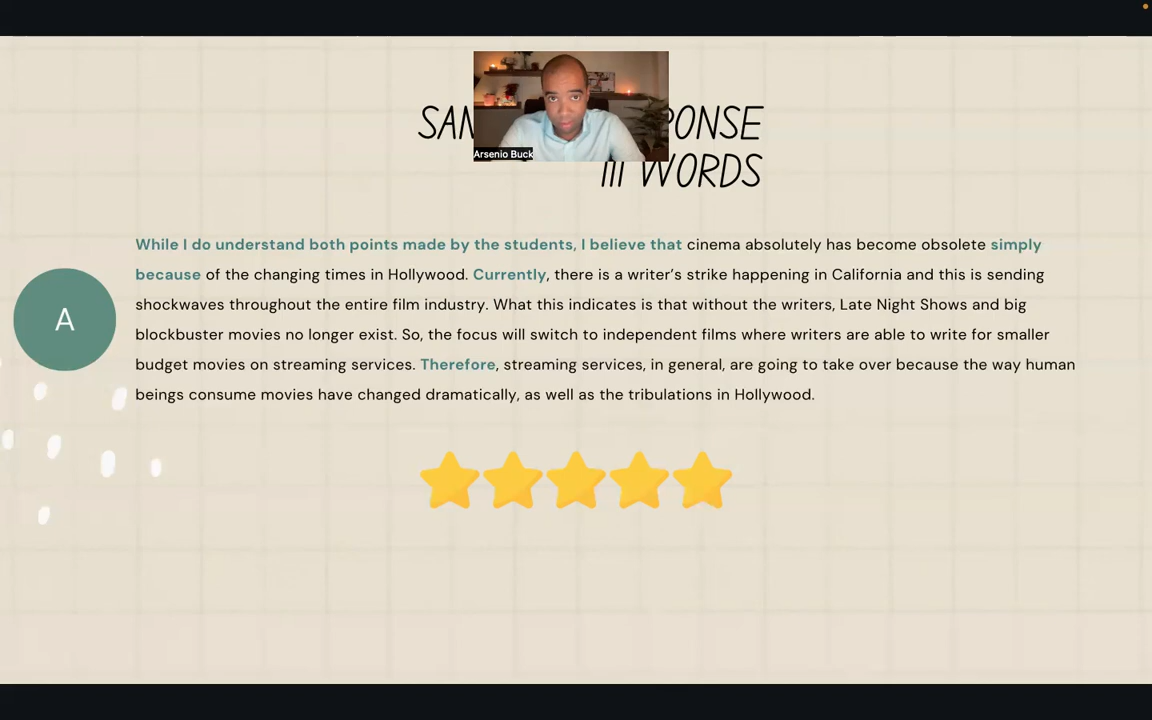 Arsenio Buck
111 WORDS
While I do understand both points made by the students, I believe that cinema absolutely has become obsolete simply
because of the changing times in Hollywood. Currently, there is a writer’s strike happening in California and this is sending
shockwaves throughout the entire film industry. What this indicates is that without the writers, Late Night Shows and big
blockbuster movies no longer exist. So, the focus will switch to independent films where writers are able to write for smaller
A
budget movies on streaming services. Therefore, streaming services, in general, are going to take over because the way human
beings consume movies have changed dramatically, as well as the tribulations in Hollywood.